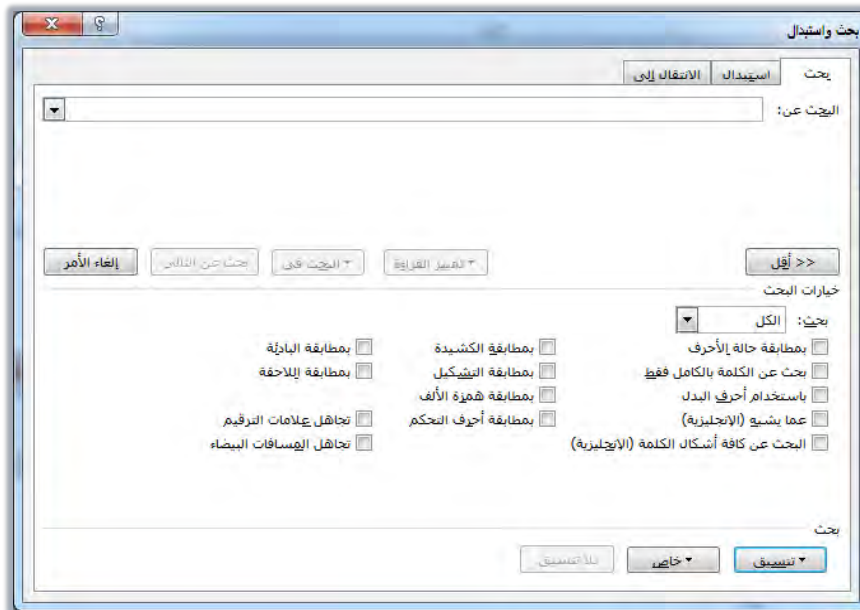 بحث واستبدال
بحث استبدال الانتقال إلى
البحث عن:
<< أقل تمييز القراءة البحث في بحث عن التالي إلغاء الأمر
خيارات البحث
بحث: الكل
بمطابقة حالة الأحرف بمطابقة الكشيدة بمطابقة البادئة
بحث عن الكلمة بالكامل فقط بمطابقة التشكيل بمطابقة اللاحقة
باستخدام أحرف البدل بمطابقة همزة الألف
عما يشبه (الإنجليزية) بمطابقة أحرف التحكم تجاهل علامات الترقيم
البحث عن كافة أشكال الكلمة (الإنجليزية) تجاهل المسافات البيضاء
بحث
تنسيق خاص بلا تنسيق